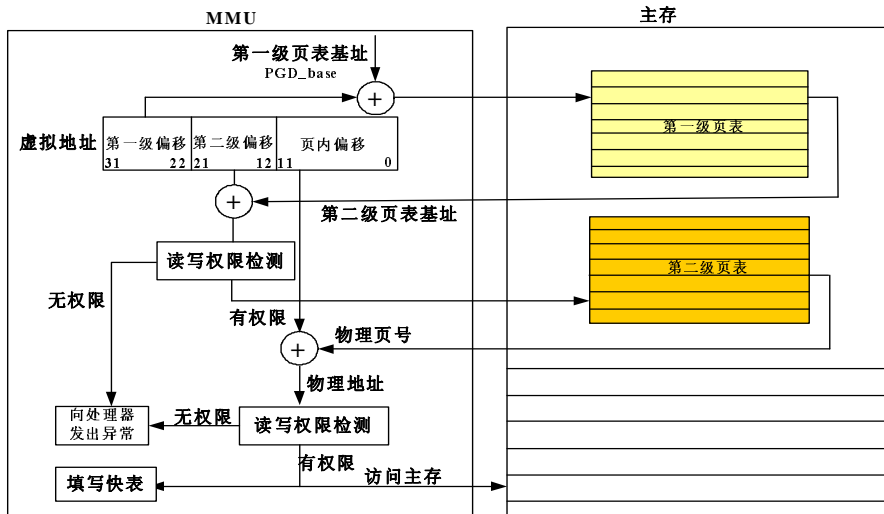 MMU
主存
第一级页表基址
PGD_base
+
虚拟地址
第一级偏移
第二级偏移
页内偏移
31 22 21 12 11 0
第一级页表
+
第二级页表基址
读写权限检测
第二级页表
无权限
有权限
物理页号
+
物理地址
向处理器
发出异常
无权限
读写权限检测
有权限
填写快表
访问主存